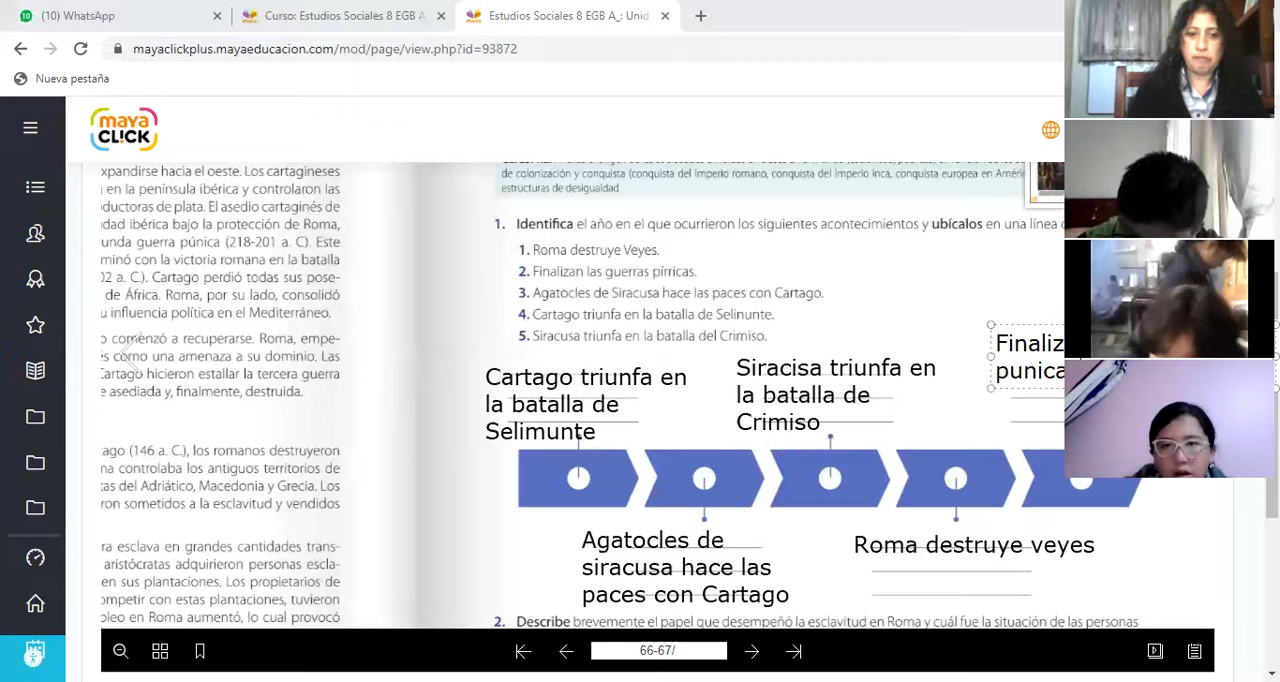 (10) WhatsApp
Curso: Estudios Sociales 8 EGB A
Estudios Sociales 8 EGB A_: Unid
mayaclickplus.mayaeducacion.com/mod/page/view.php?id=93872
Nueva pestaña
maya
CLICK
xpandirse hacia el oeste. Los cartagineses
en la península ibérica y controlaron las
ductoras de plata. El asedio cartaginés de
dad ibérica bajo la protección de Roma,
unda guerra púnica (218-201 a. C). Este
minó con la victoria romana en la batalla
02 a. C.). Cartago perdió todas sus pose-
de África. Roma, por su lado, consolidó
u influencia política en el Mediterráneo.
o comenzó a recuperarse. Roma, empe-
s como una amenaza a su dominio. Las
Cartago hicieron estallar la tercera guerra
e asediada y, finalmente, destruida.
tago (146 a. C.), los romanos destruyeron
na controlaba los antiguos territorios de
tas del Adriático, Macedonia y Grecia. Los
ron sometidos a la esclavitud y vendidos
ra esclava en grandes cantidades trans-
aristócratas adquirieron personas escla-
en sus plantaciones. Los propietarios de
ompetir con estas plantaciones, tuvieron
pleo en Roma aumentó, lo cual provocó
de colonización y conquista (conquista del Imperio romano, conquista del Imperio inca, conquista europea en Améri
estructuras de desigualdad.
1. Identifica el año en el que ocurrieron los siguientes acontecimientos y ubícalos en una línea
1. Roma destruye Veyes.
2. Finalizan las guerras pírricas.
3. Agatocles de Siracusa hace las paces con Cartago.
4. Cartago triunfa en la batalla de Selinunte.
5. Siracusa triunfa en la batalla del Crimiso.
Cartago triunfa en
la batalla de
Selimunte
Siracisa triunfa en
la batalla de
Crimiso
Finaliz
punica
Agatocles de
siracusa hace las
paces con Cartago
Roma destruye veyes
2. Describe brevemente el papel que desempeñó la esclavitud en Roma y cuál fue la situación de las personas
66-67/